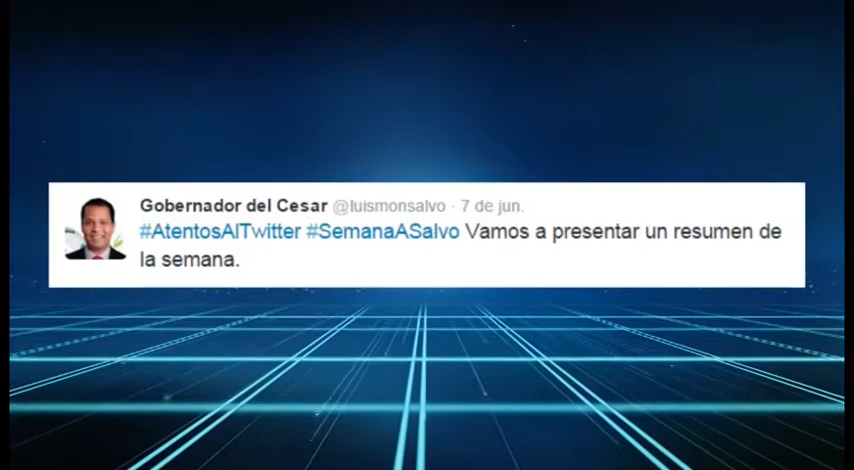 Gobernador del Cesar @luismonsalvo · 7 de jun.
#AtentosAlTwitter #SemanaASalvo Vamos a presentar un resumen de
la semana.